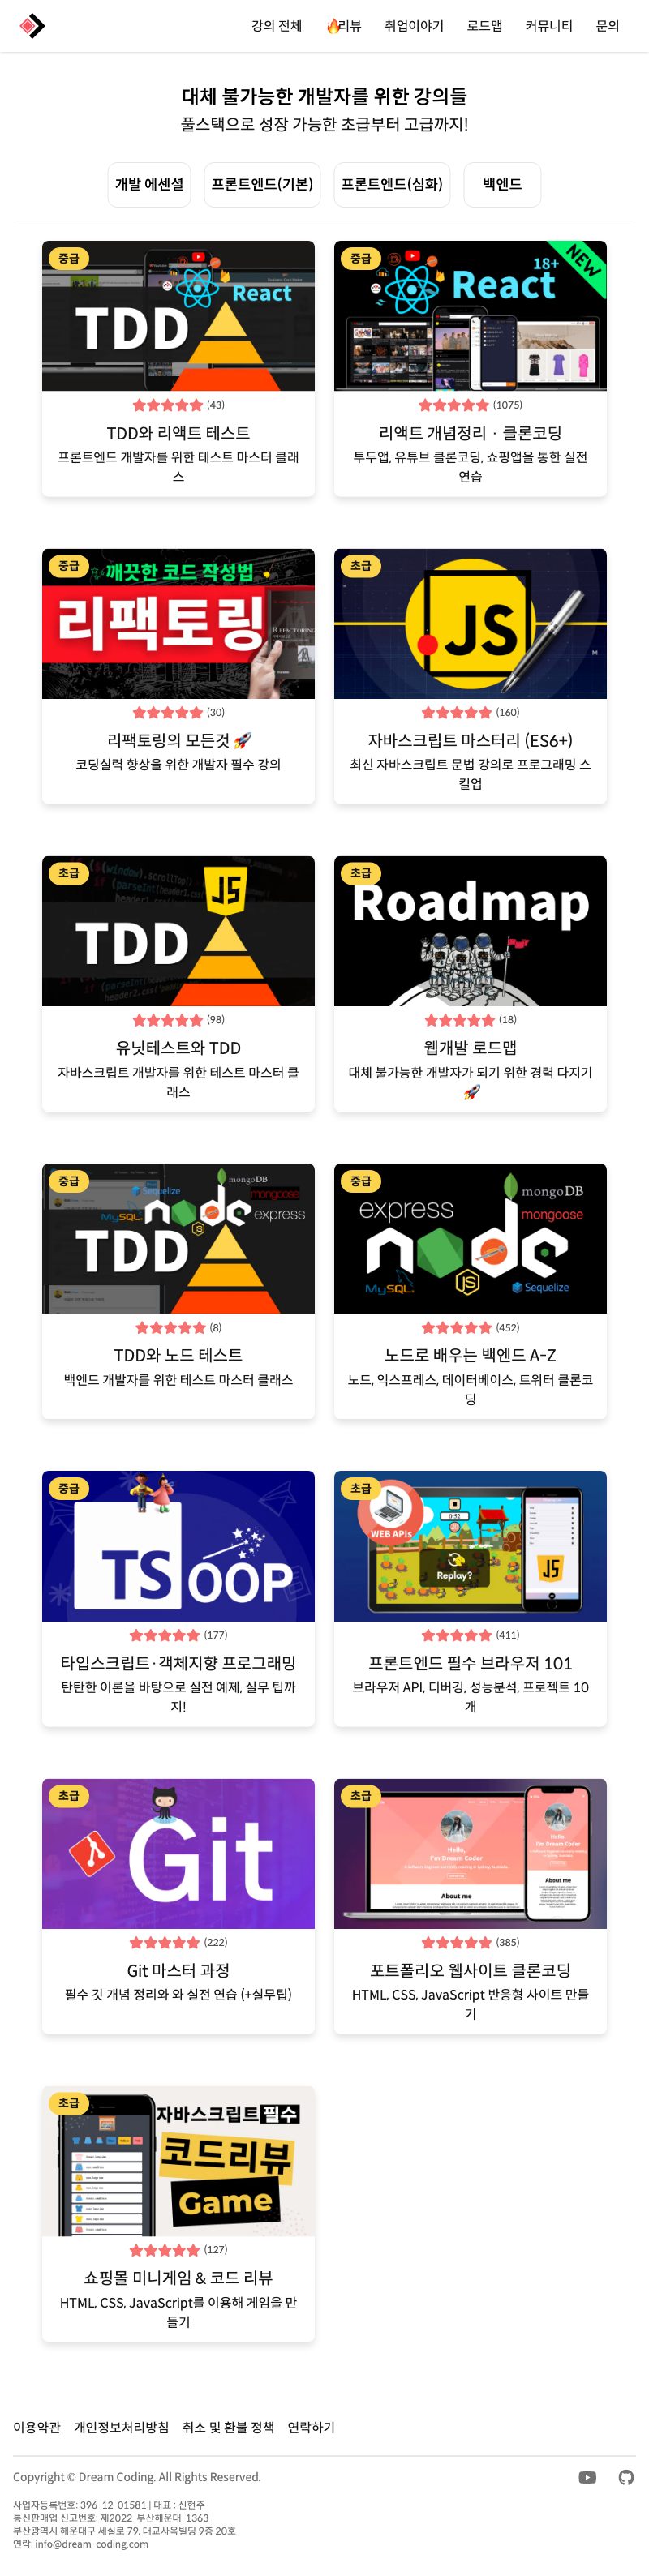 강의 전체 🔥리뷰 취업이야기 로드맵 커뮤니티 문의
대체 불가능한 개발자를 위한 강의들
풀스택으로 성장 가능한 초급부터 고급까지!
개발 에센셜 프론트엔드(기본) 프론트엔드(심화) 백엔드
중급
React
TDD
(43)
TDD와 리액트 테스트
프론트엔드 개발자를 위한 테스트 마스터 클래
스
중급
18+
React
NEW
(1075)
리액트 개념정리 · 클론코딩
투두앱, 유튜브 클론코딩, 쇼핑앱을 통한 실전
연습
중급
깨끗한 코드 작성법
리팩토링
REFACTORING
(30)
리팩토링의 모든것 🚀
코딩실력 향상을 위한 개발자 필수 강의
초급
JS
(160)
자바스크립트 마스터리 (ES6+)
최신 자바스크립트 문법 강의로 프로그래밍 스
킬업
초급
JS
TDD
(98)
유닛테스트와 TDD
자바스크립트 개발자를 위한 테스트 마스터 클
래스
초급
Roadmap
(18)
웹개발 로드맵
대체 불가능한 개발자가 되기 위한 경력 다지기
🚀
중급
Sequelize
mongoDB
mongoose
MySQL
node
express
JS
TDD
(8)
TDD와 노드 테스트
백엔드 개발자를 위한 테스트 마스터 클래스
중급
mongoDB
express
mongoose
node
JS
MySQL
Sequelize
(452)
노드로 배우는 백엔드 A-Z
노드, 익스프레스, 데이터베이스, 트위터 클론코
딩
중급
TS OOP
(177)
타입스크립트·객체지향 프로그래밍
탄탄한 이론을 바탕으로 실전 예제, 실무 팁까
지!
초급
WEB APIs
0:52
Replay?
JS
(411)
프론트엔드 필수 브라우저 101
브라우저 API, 디버깅, 성능분석, 프로젝트 10
개
초급
Git
(222)
Git 마스터 과정
필수 깃 개념 정리와 와 실전 연습 (+실무팁)
초급
Hello,
I'm Dream Coder
About me
Hello,
I'm Dream Coder
About me
(385)
포트폴리오 웹사이트 클론코딩
HTML, CSS, JavaScript 반응형 사이트 만들
기
초급
자바스크립트필수
코드리뷰
Game
(127)
쇼핑몰 미니게임 & 코드 리뷰
HTML, CSS, JavaScript를 이용해 게임을 만
들기
이용약관 개인정보처리방침 취소 및 환불 정책 연락하기
Copyright © Dream Coding. All Rights Reserved.
사업자등록번호: 396-12-01581 | 대표 : 신현주
통신판매업 신고번호: 제2022-부산해운대-1363
부산광역시 해운대구 세실로 79, 대교사옥빌딩 9층 20호
연락: info@dream-coding.com